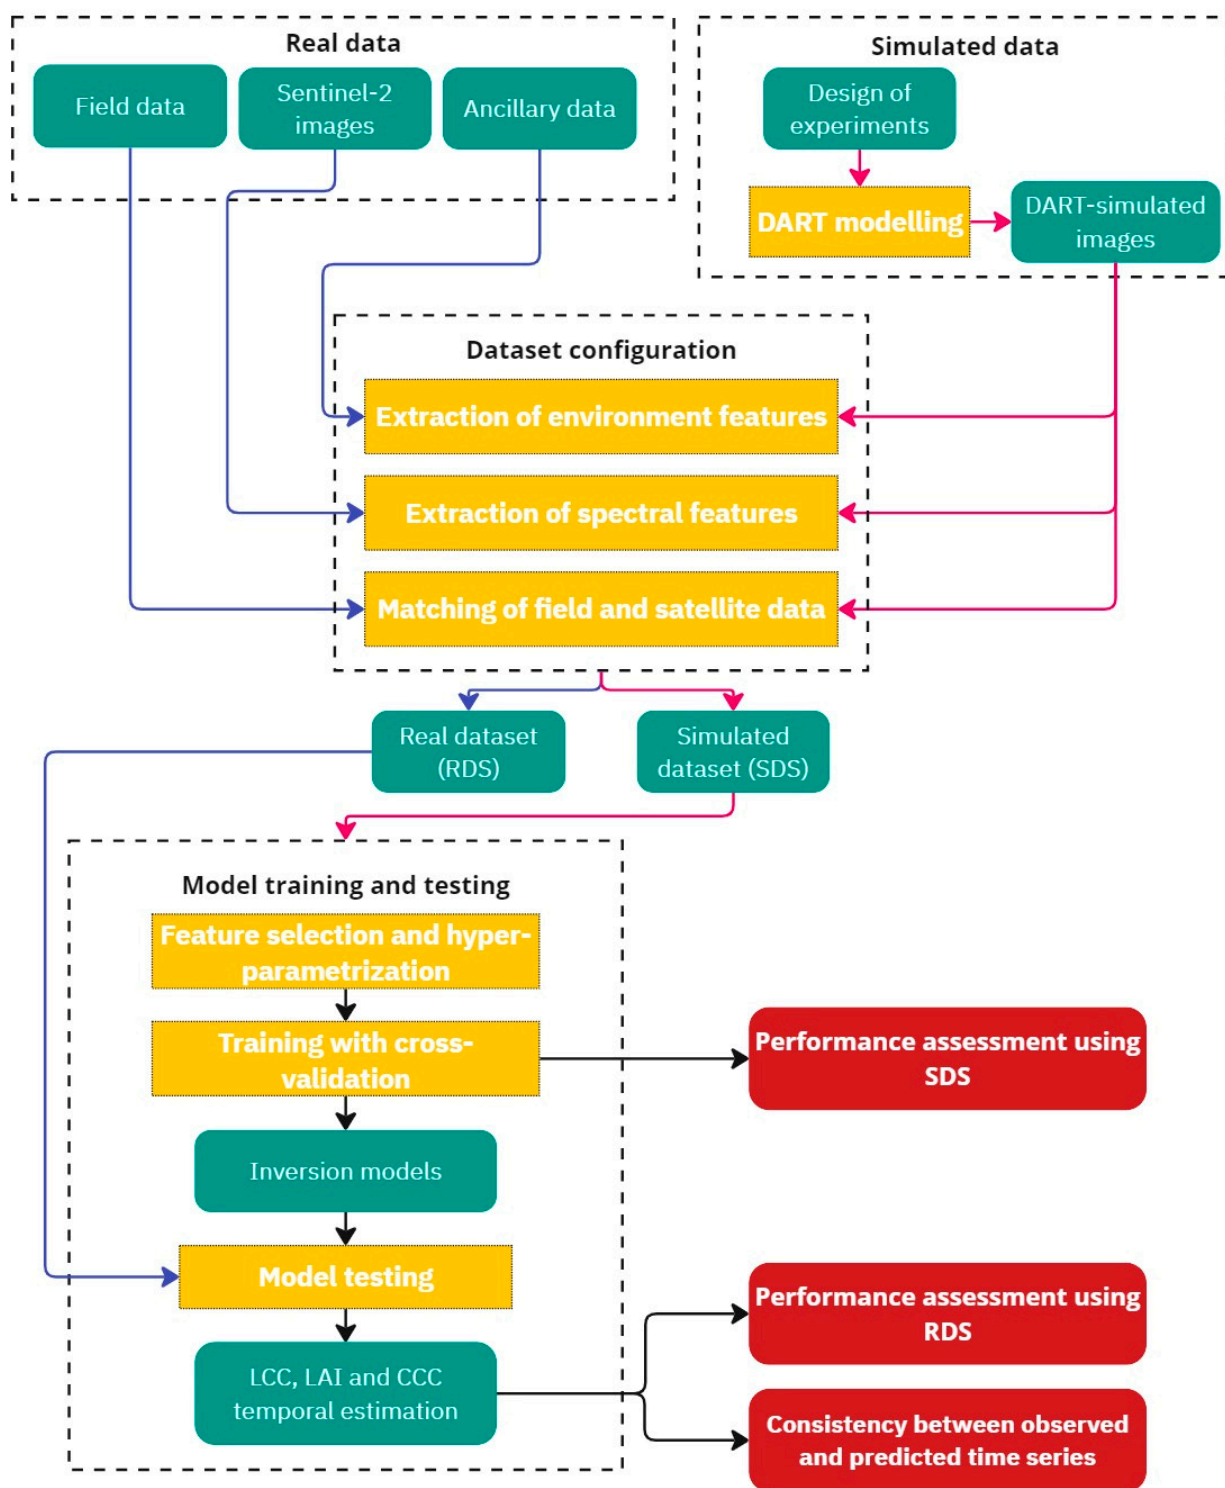 Real data
Field data
Sentinel-2
images
Ancillary data
Simulated data
Design of
experiments
DART modelling
DART-simulated
images
Dataset configuration
Extraction of environment features
Extraction of spectral features
Matching of field and satellite data
Real dataset
(RDS)
Simulated
dataset (SDS)
Model training and testing
Feature selection and hyper-
parametrization
Training with cross-
validation
Performance assessment using
SDS
Inversion models
Model testing
Performance assessment using
RDS
LCC, LAI and CCC
temporal estimation
Consistency between observed
and predicted time series